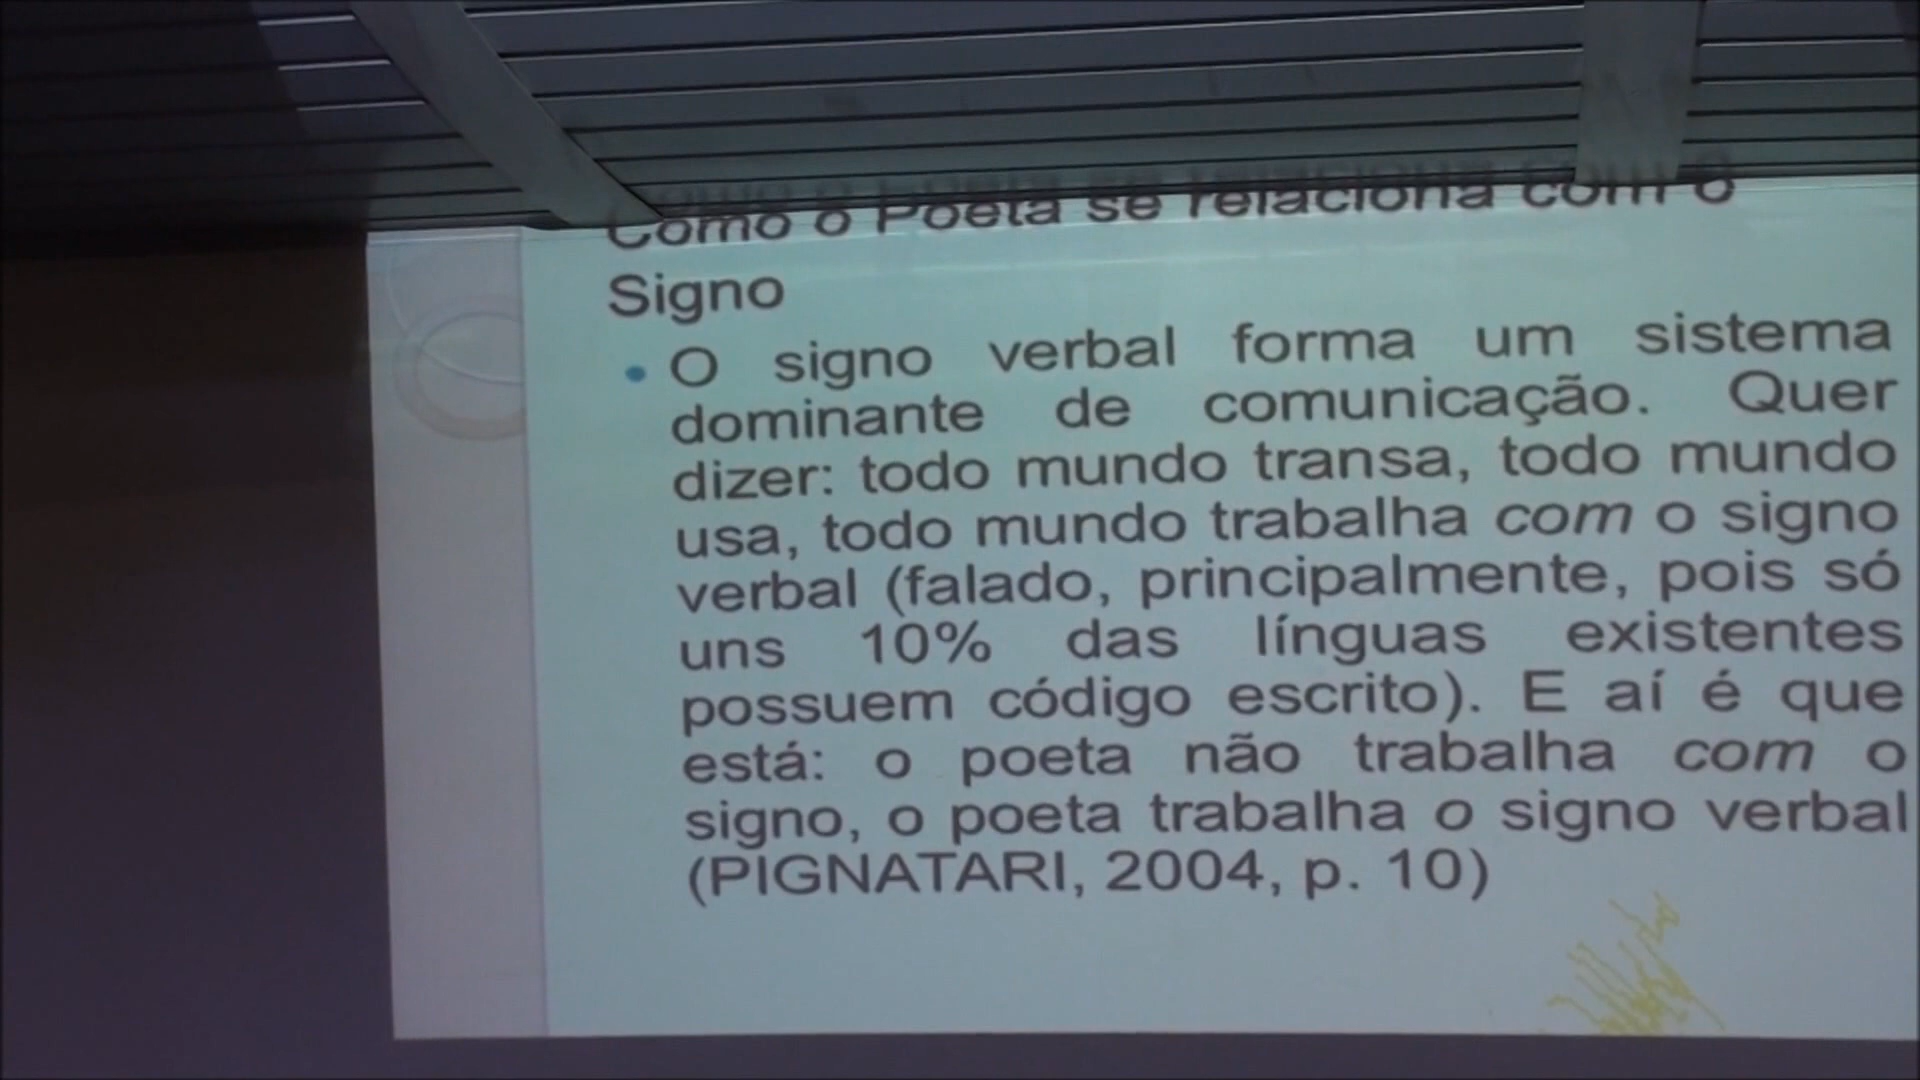 Como o Poeta se relaciona com o
Signo
• O signo verbal forma um sistema
dominante de comunicação. Quer
dizer: todo mundo transa, todo mundo
usa, todo mundo trabalha com o signo
verbal (falado, principalmente, pois só
uns 10% das línguas existentes
possuem código escrito). E aí é que
está: o poeta não trabalha com o
signo, o poeta trabalha o signo verbal
(PIGNATARI, 2004, p. 10)